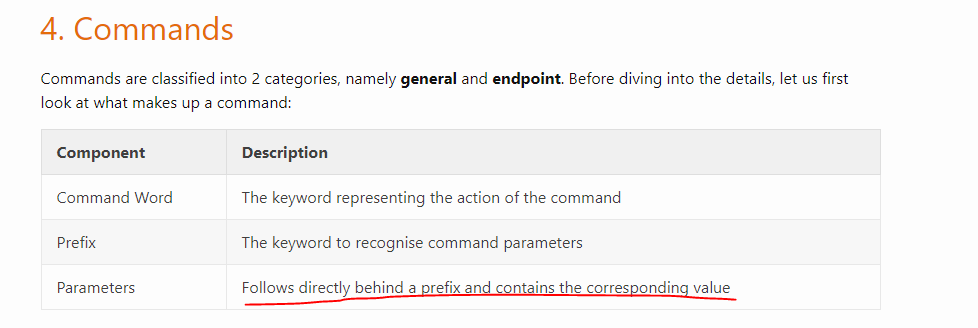 4. Commands
Commands are classified into 2 categories, namely general and endpoint. Before diving into the details, let us first
look at what makes up a command:
Component Description
Command Word The keyword representing the action of the command
Prefix The keyword to recognise command parameters
Parameters Follows directly behind a prefix and contains the corresponding value